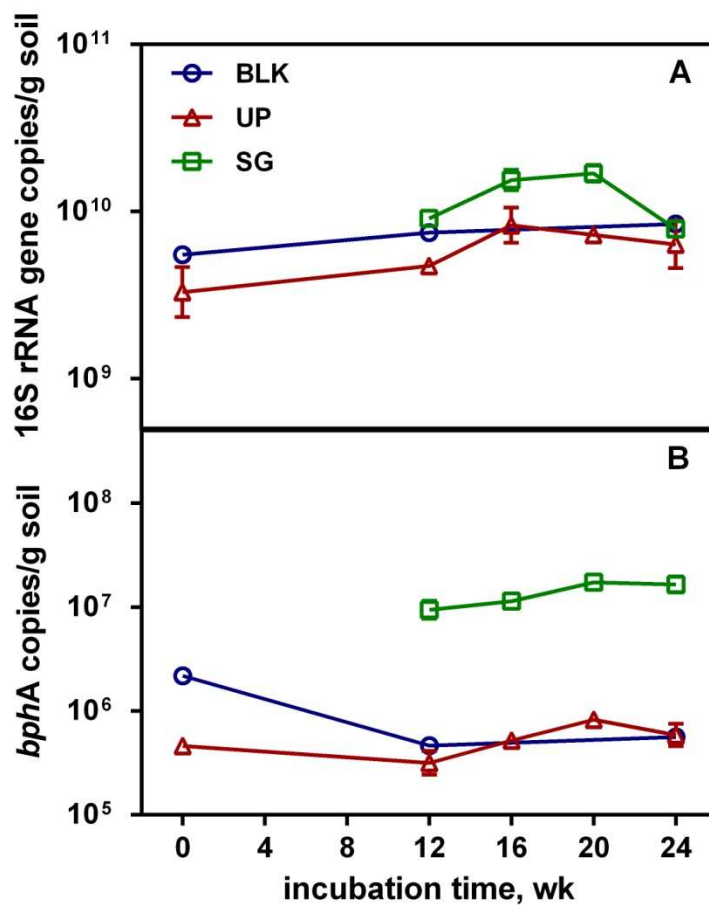 16S rRNA gene copies/g soil
10¹¹
10¹⁰
10⁹
BLK
UP
SG
A
bphA copies/g soil
10⁸
10⁷
10⁶
10⁵
B
0 4 8 12 16 20 24
incubation time, wk